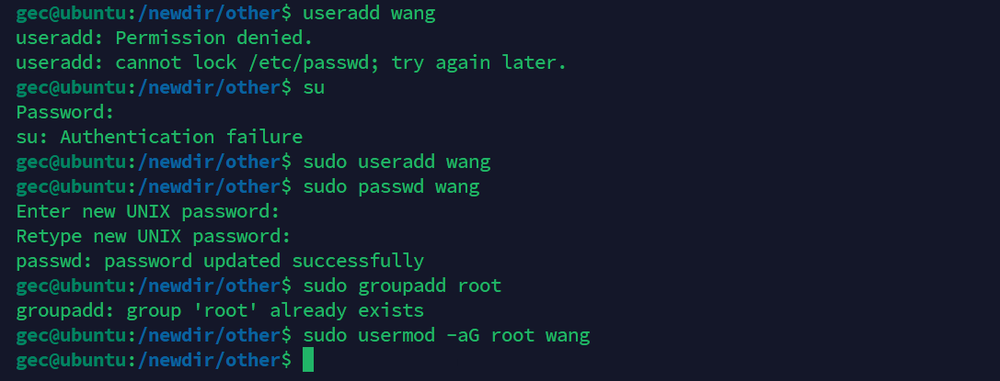 gec@ubuntu:/newdir/other$ useradd wang
useradd: Permission denied.
useradd: cannot lock /etc/passwd; try again later.
gec@ubuntu:/newdir/other$ su
Password:
su: Authentication failure
gec@ubuntu:/newdir/other$ sudo useradd wang
gec@ubuntu:/newdir/other$ sudo passwd wang
Enter new UNIX password:
Retype new UNIX password:
passwd: password updated successfully
gec@ubuntu:/newdir/other$ sudo groupadd root
groupadd: group 'root' already exists
gec@ubuntu:/newdir/other$ sudo usermod -aG root wang
gec@ubuntu:/newdir/other$